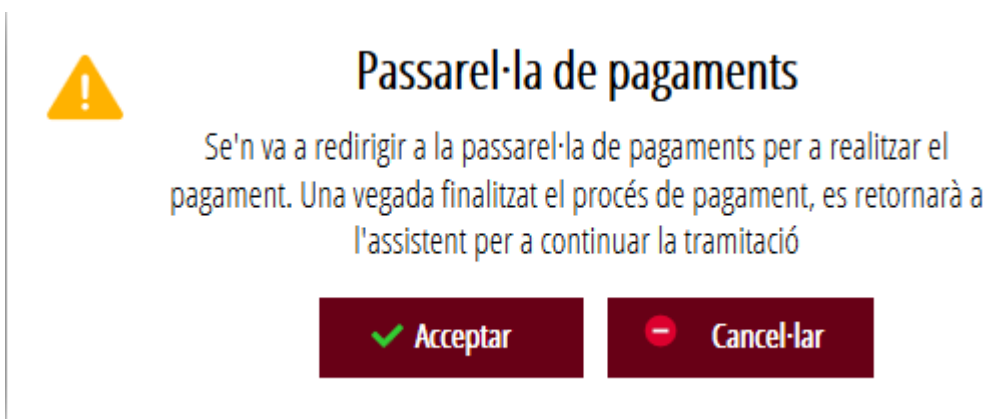 Passarel·la de pagaments
Se'n va a redirigir a la passarel·la de pagaments per a realitzar el
pagament. Una vegada finalitzat el procés de pagament, es retornarà a
l'assistent per a continuar la tramitació
Acceptar
Cancel·lar